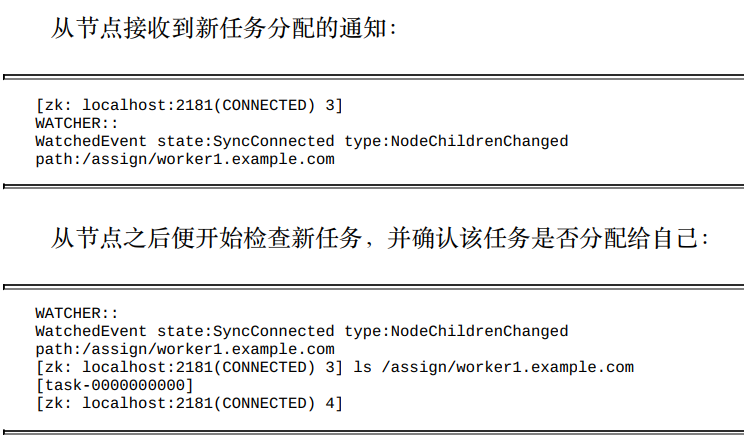 从节点接收到新任务分配的通知：
[zk: localhost:2181(CONNECTED) 3]
WATCHER::
WatchedEvent state:SyncConnected type:NodeChildrenChanged
path:/assign/worker1.example.com
从节点之后便开始检查新任务，并确认该任务是否分配给自己：
WATCHER::
WatchedEvent state:SyncConnected type:NodeChildrenChanged
path:/assign/worker1.example.com
[zk: localhost:2181(CONNECTED) 3] ls /assign/worker1.example.com
[task-0000000000]
[zk: localhost:2181(CONNECTED) 4]